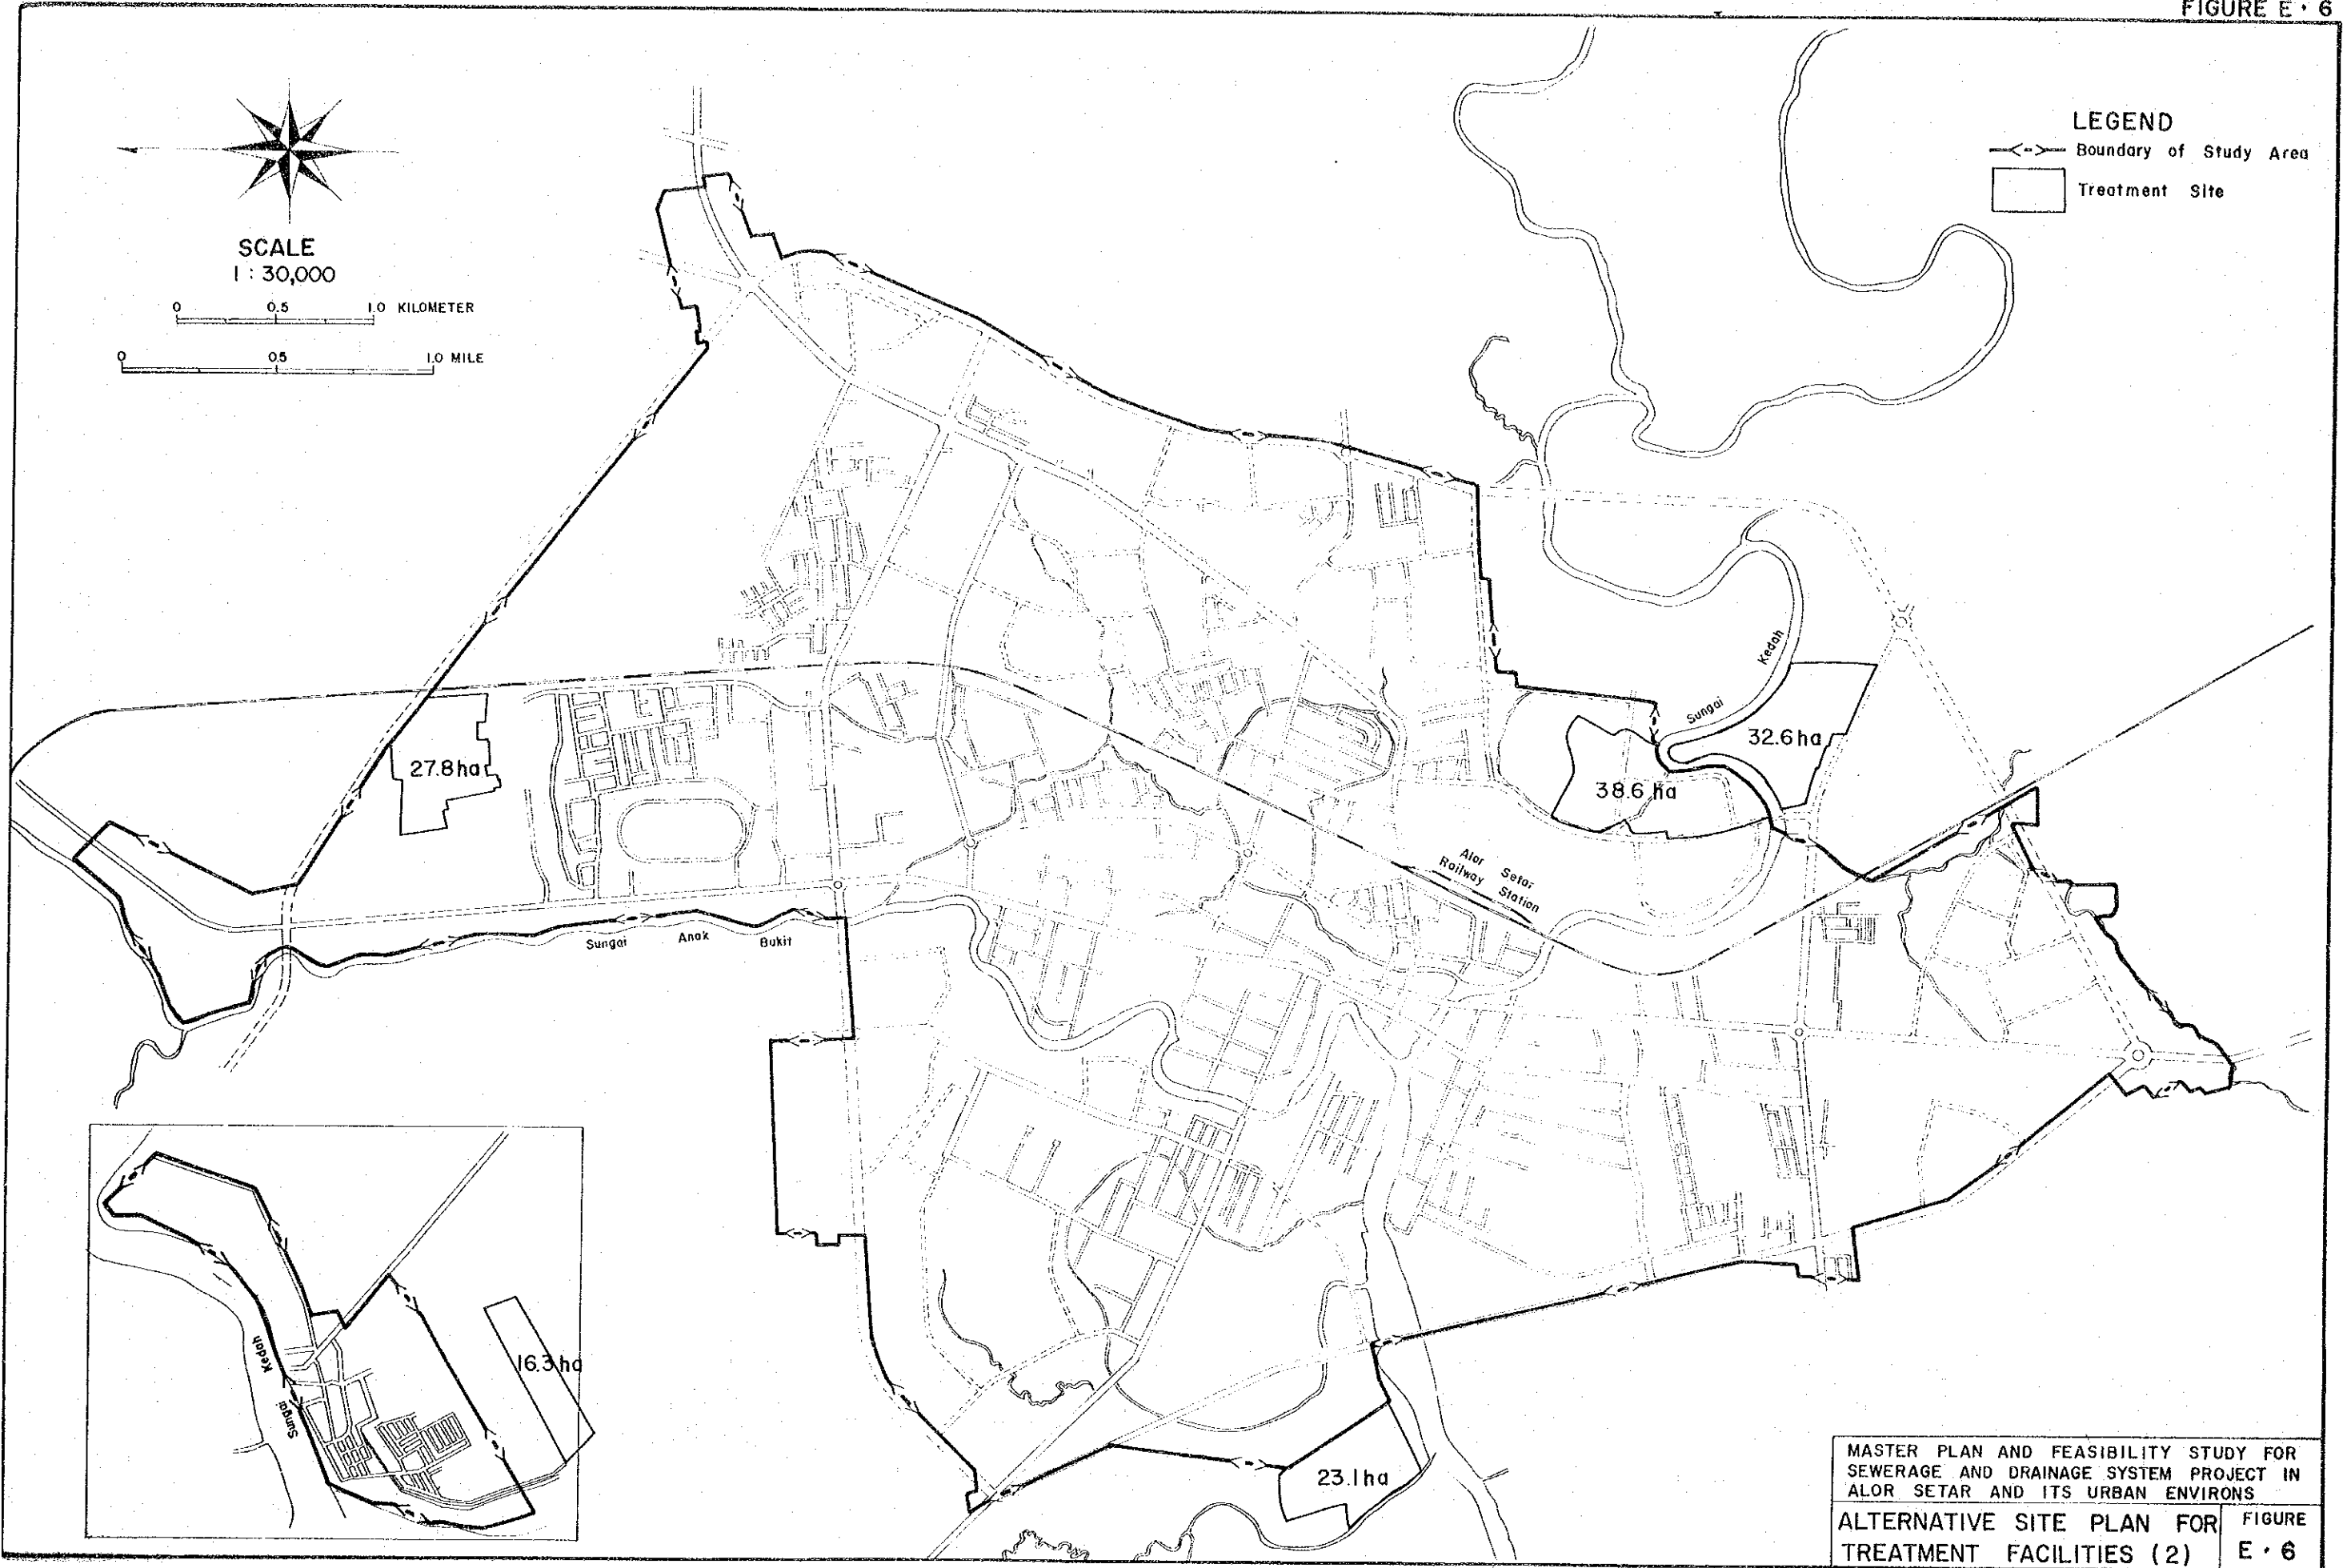 FIGURE E · 6
LEGEND
Boundary of Study Area
Treatment Site
SCALE
1 : 30,000
0 0.5 1.0 KILOMETER
0 0.5 1.0 MILE
Kedah
Sungai
32.6 ha
27.8 ha
38.6 ha
Alor Setar
Railway Station
Sungai Anak Bukit
Kedah
Sungai
16.3 ha
23.1 ha
MASTER PLAN AND FEASIBILITY STUDY FOR
SEWERAGE AND DRAINAGE SYSTEM PROJECT IN
ALOR SETAR AND ITS URBAN ENVIRONS
ALTERNATIVE SITE PLAN FOR
TREATMENT FACILITIES (2)
FIGURE
E · 6